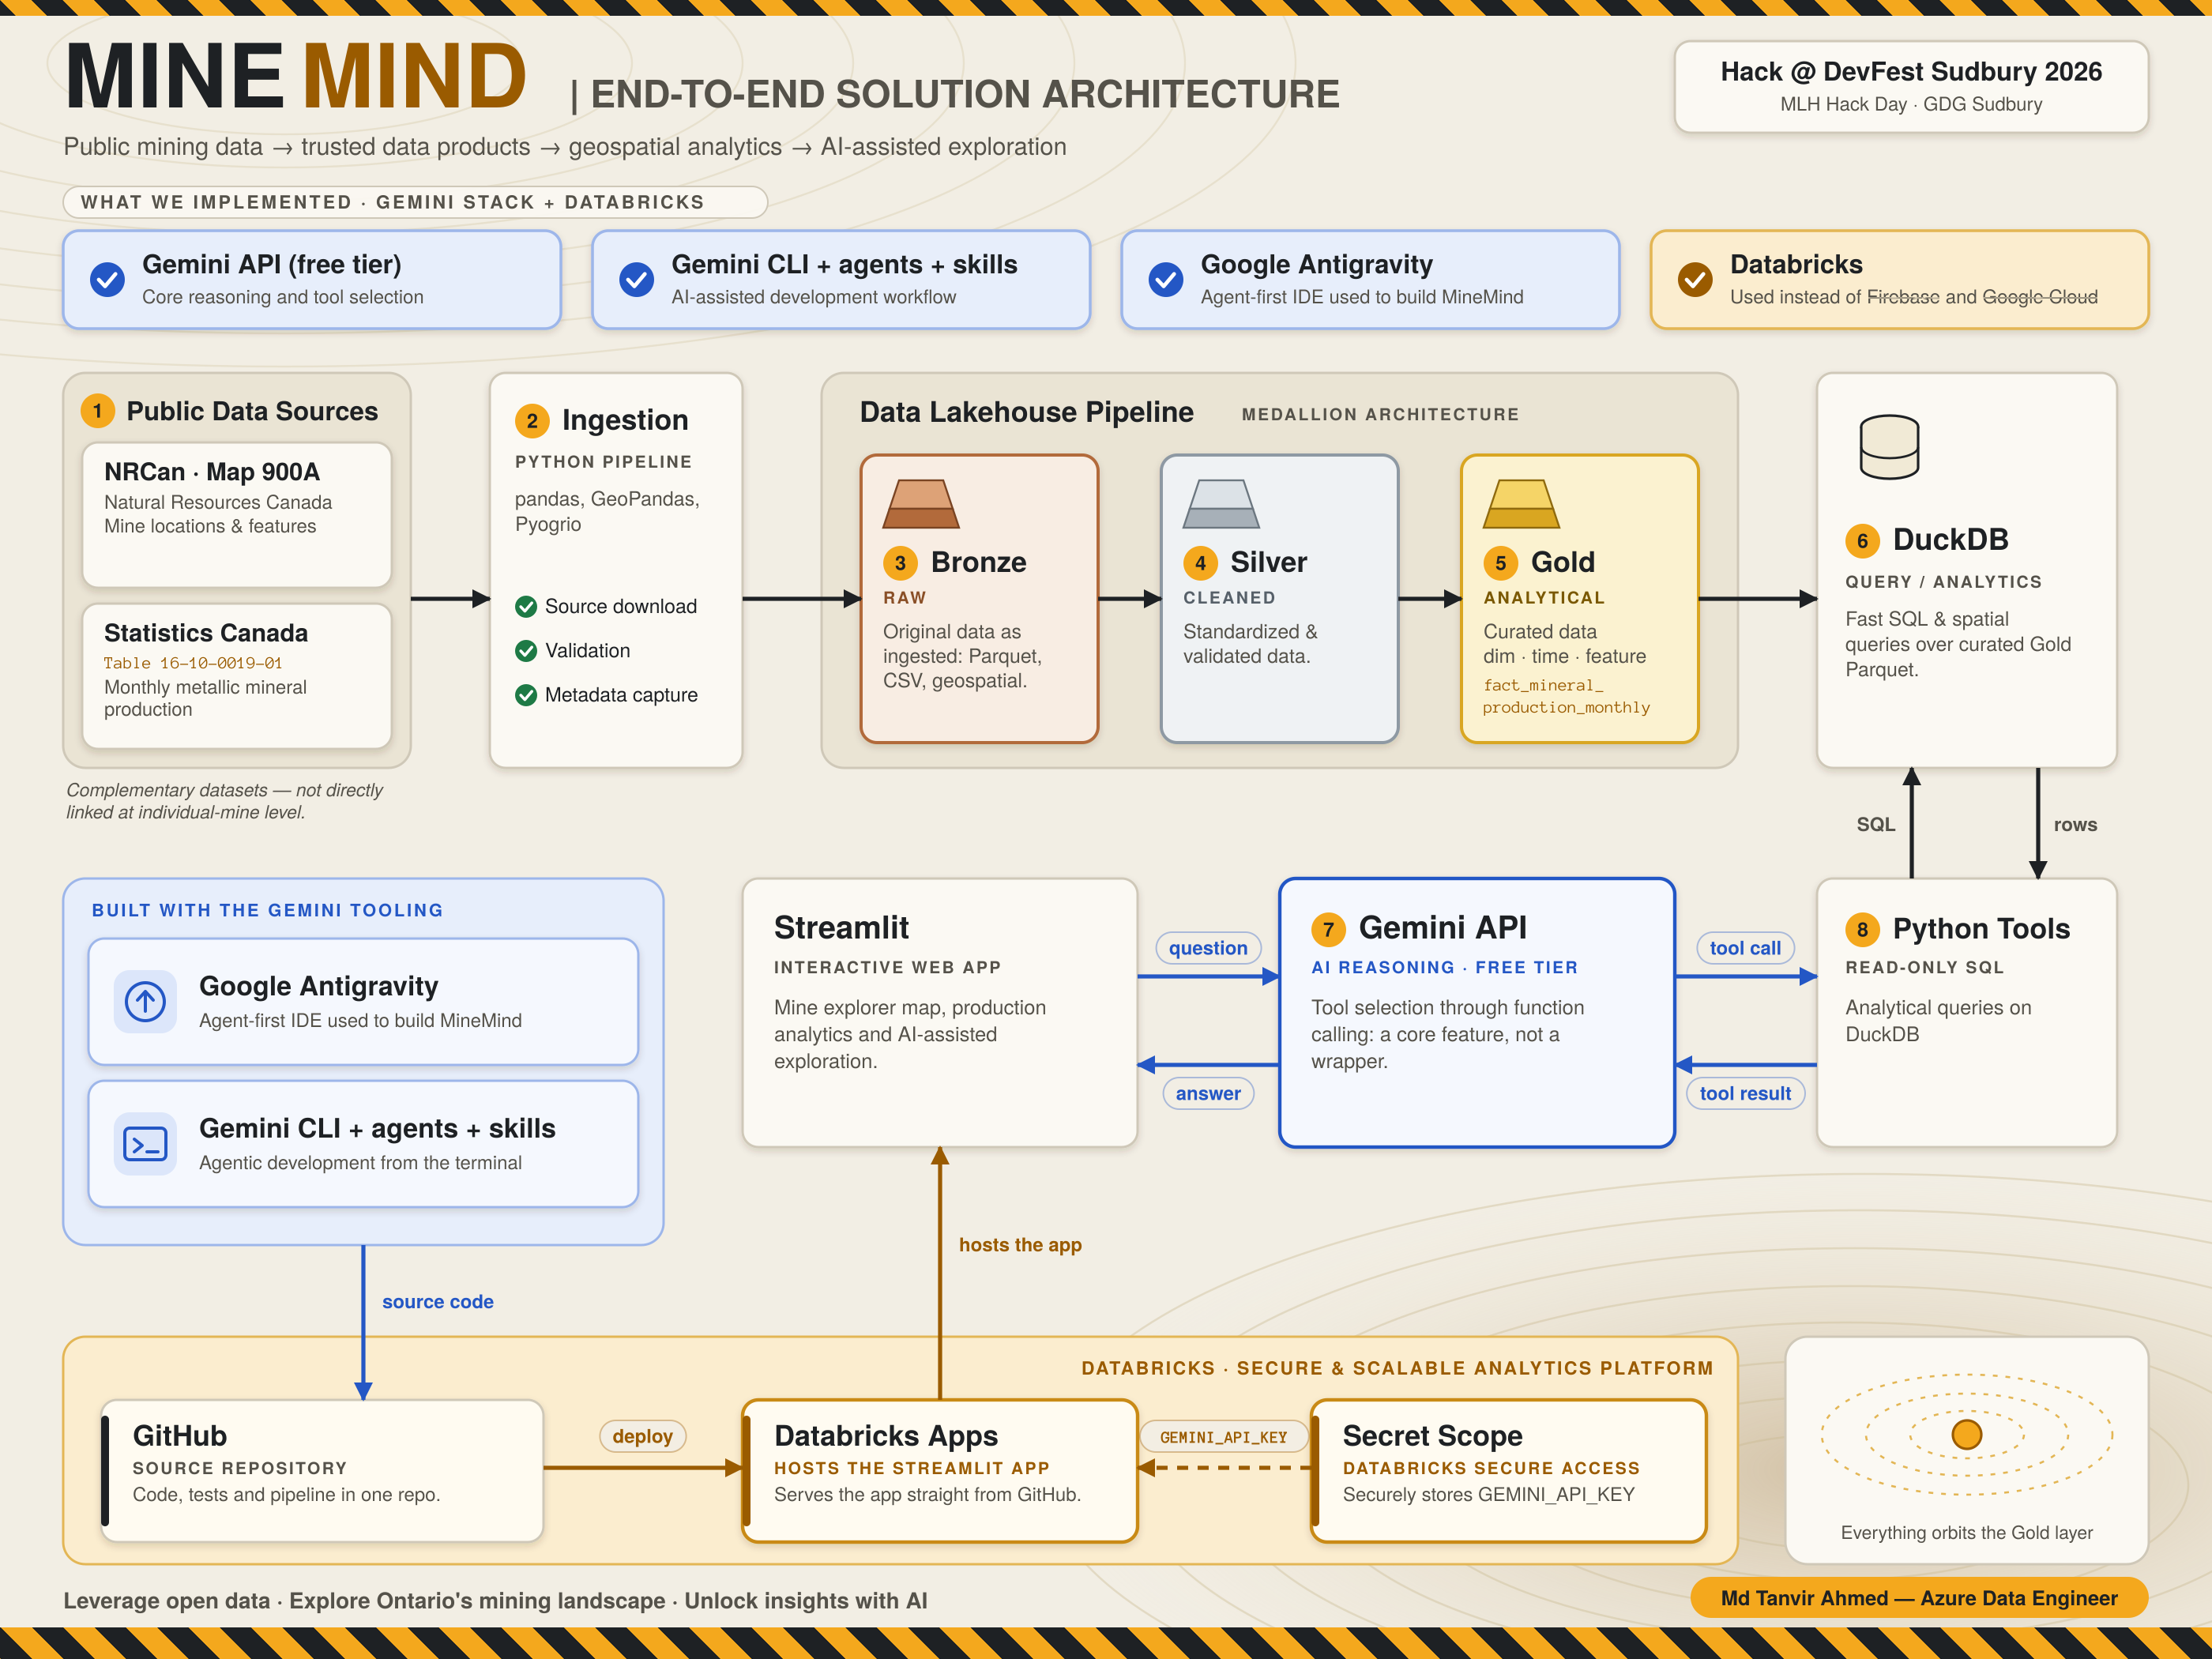 MINE MIND | END-TO-END SOLUTION ARCHITECTURE
Public mining data → trusted data products → geospatial analytics → AI-assisted exploration
Hack @ DevFest Sudbury 2026
MLH Hack Day · GDG Sudbury
WHAT WE IMPLEMENTED · GEMINI STACK + DATABRICKS
Gemini API (free tier)
Core reasoning and tool selection
Gemini CLI + agents + skills
AI-assisted development workflow
Google Antigravity
Agent-first IDE used to build MineMind
Databricks
Used instead of Firebase and Google Cloud
1 Public Data Sources
NRCan · Map 900A
Natural Resources Canada
Mine locations & features
Statistics Canada
Table 16-10-0019-01
Monthly metallic mineral
production
Complementary datasets — not directly
linked at individual-mine level.
2 Ingestion
PYTHON PIPELINE
pandas, GeoPandas,
Pyogrio
Source download
Validation
Metadata capture
Data Lakehouse Pipeline MEDALLION ARCHITECTURE
3 Bronze
RAW
Original data as
ingested: Parquet,
CSV, geospatial.
4 Silver
CLEANED
Standardized &
validated data.
5 Gold
ANALYTICAL
Curated data
dim · time · feature
fact_mineral_
production_monthly
6 DuckDB
QUERY / ANALYTICS
Fast SQL & spatial
queries over curated Gold
Parquet.
SQL
rows
BUILT WITH THE GEMINI TOOLING
Google Antigravity
Agent-first IDE used to build MineMind
Gemini CLI + agents + skills
Agentic development from the terminal
source code
Streamlit
INTERACTIVE WEB APP
Mine explorer map, production
analytics and AI-assisted
exploration.
question
answer
7 Gemini API
AI REASONING · FREE TIER
Tool selection through function
calling: a core feature, not a
wrapper.
tool call
tool result
8 Python Tools
READ-ONLY SQL
Analytical queries on
DuckDB
hosts the app
DATABRICKS · SECURE & SCALABLE ANALYTICS PLATFORM
GitHub
SOURCE REPOSITORY
Code, tests and pipeline in one repo.
deploy
Databricks Apps
HOSTS THE STREAMLIT APP
Serves the app straight from GitHub.
GEMINI_API_KEY
Secret Scope
DATABRICKS SECURE ACCESS
Securely stores GEMINI_API_KEY
Everything orbits the Gold layer
Leverage open data · Explore Ontario's mining landscape · Unlock insights with AI
Md Tanvir Ahmed — Azure Data Engineer